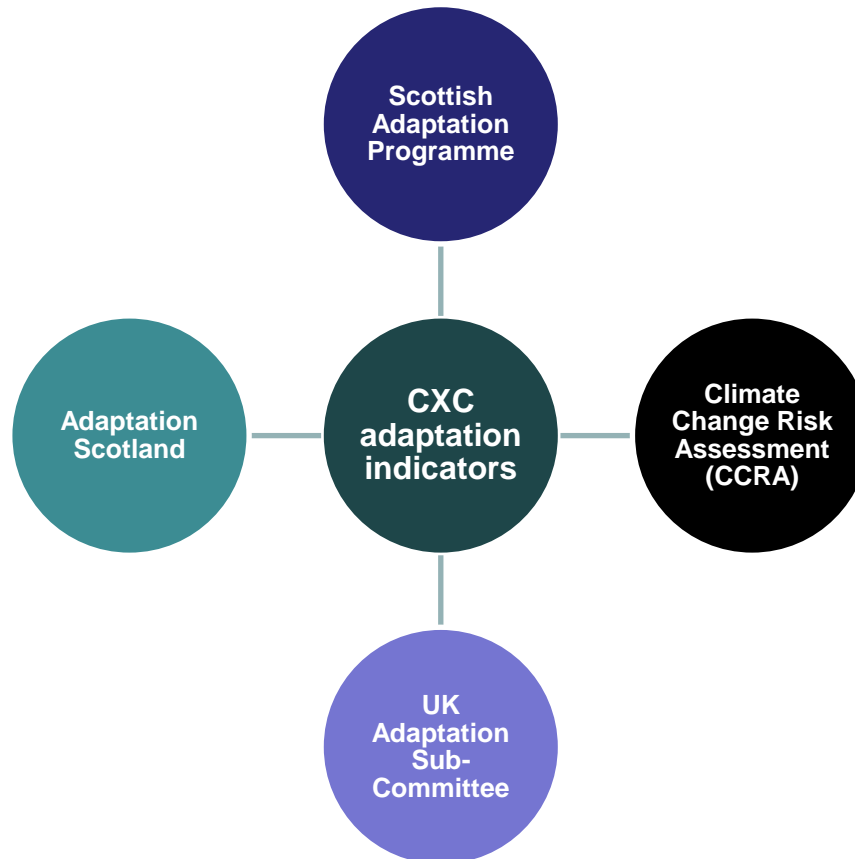 Scottish
Adaptation
Programme
Adaptation
Scotland
CXC
adaptation
indicators
Climate
Change Risk
Assessment
(CCRA)
UK
Adaptation
Sub-
Committee